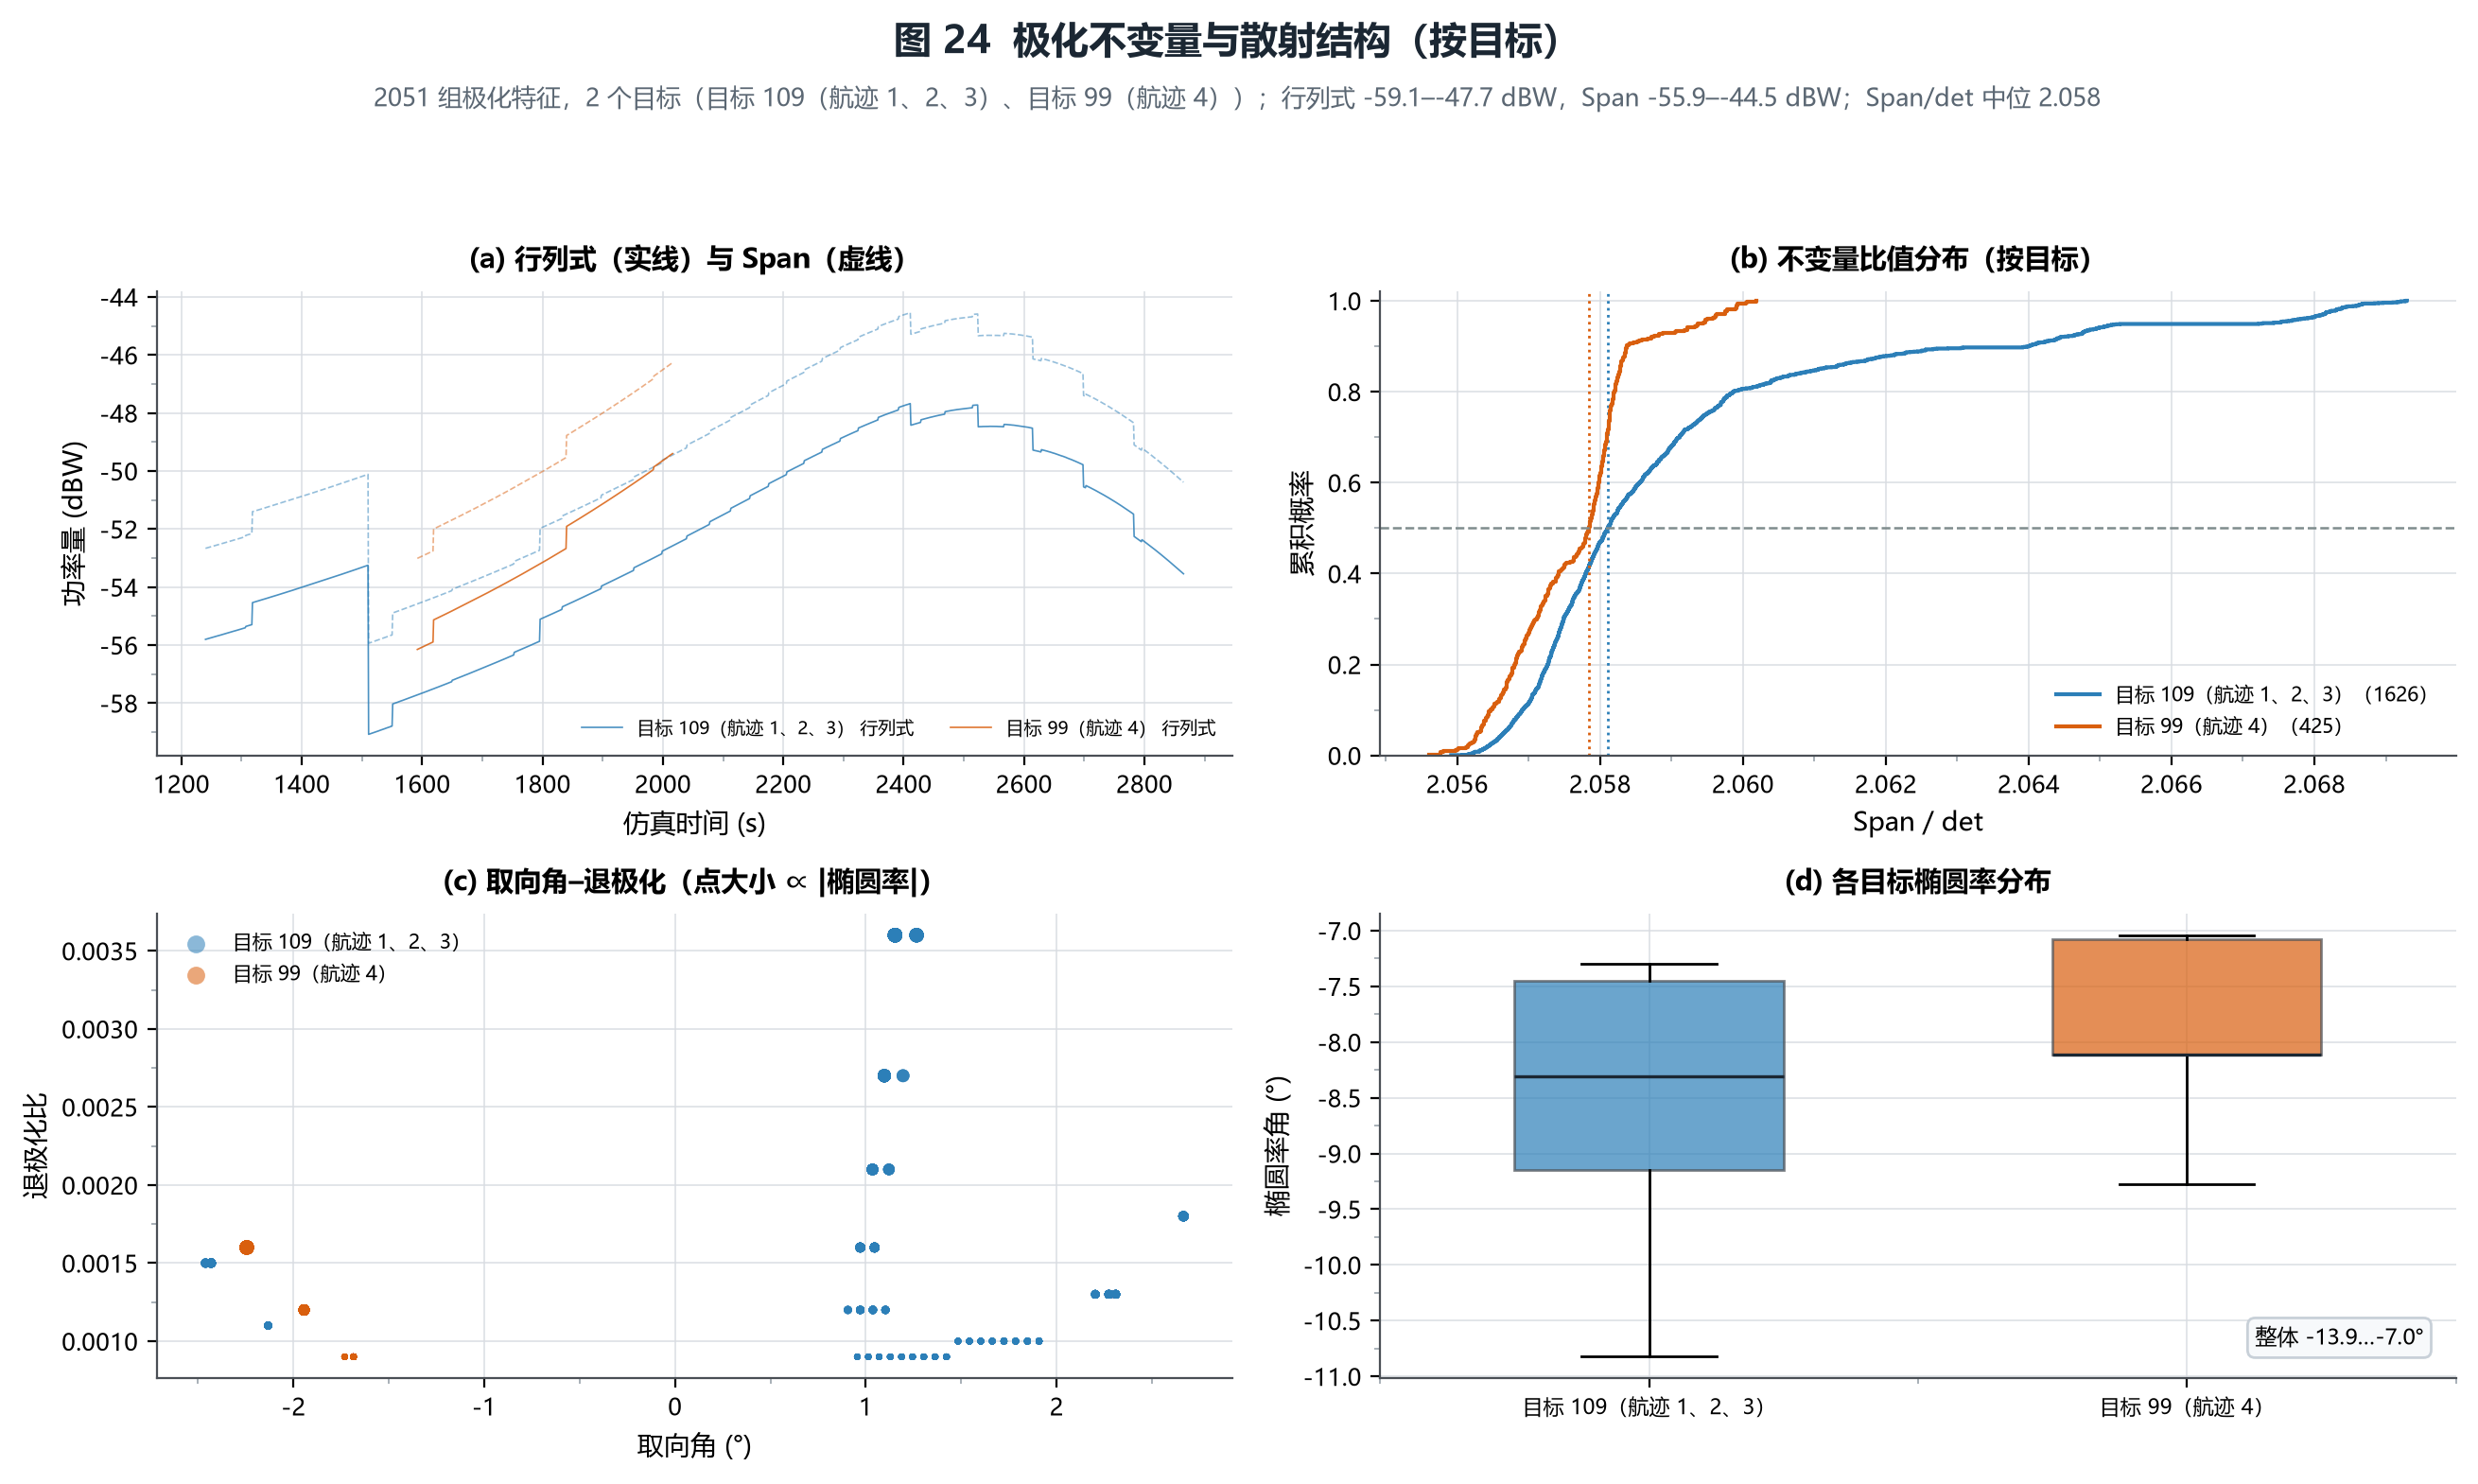 图 24 极化不变量与散射结构（按目标）
2051 组极化特征，2 个目标（目标 109（航迹 1、2、3）、目标 99（航迹 4））；行列式 -59.1–-47.7 dBW，Span -55.9–-44.5 dBW；Span/det 中位 2.058
(a) 行列式（实线）与 Span（虚线）
-44
-46
-48
-50
-52
-54
-56
-58
功率量 (dBW)
目标 109（航迹 1、2、3） 行列式
目标 99（航迹 4） 行列式
1200 1400 1600 1800 2000 2200 2400 2600 2800
仿真时间 (s)
(b) 不变量比值分布（按目标）
1.0
0.8
0.6
0.4
0.2
0.0
累积概率
目标 109（航迹 1、2、3）（1626）
目标 99（航迹 4）（425）
2.056 2.058 2.060 2.062 2.064 2.066 2.068
Span / det
(c) 取向角–退极化（点大小 ∝ |椭圆率|）
目标 109（航迹 1、2、3）
目标 99（航迹 4）
0.0035
0.0030
0.0025
0.0020
0.0015
0.0010
退极化比
-2 -1 0 1 2
取向角 (°)
(d) 各目标椭圆率分布
-7.0
-7.5
-8.0
-8.5
-9.0
-9.5
-10.0
-10.5
-11.0
椭圆率角 (°)
整体 -13.9…-7.0°
目标 109（航迹 1、2、3）
目标 99（航迹 4）